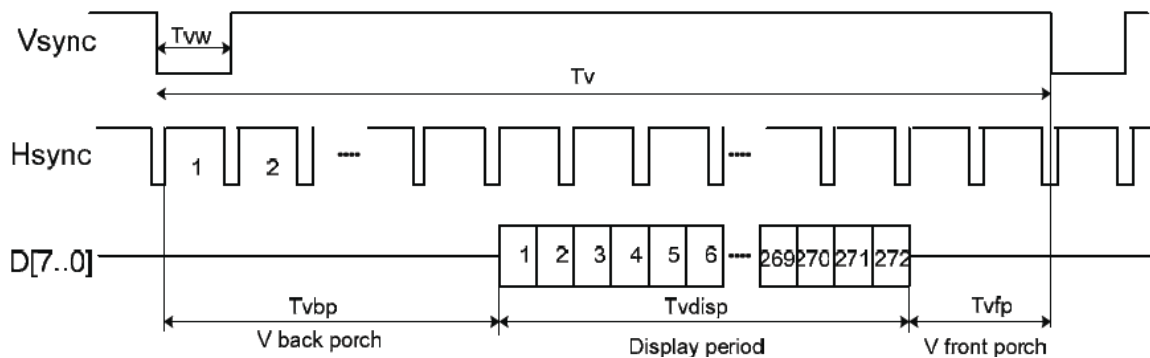 Vsync
Tvw
Tv
Hsync
1 2 ---- ----
D[7..0]
1 2 3 4 5 6 ---- 269 270 271 272
Tvbp Tvdisp Tvfp
V back porch Display period V front porch